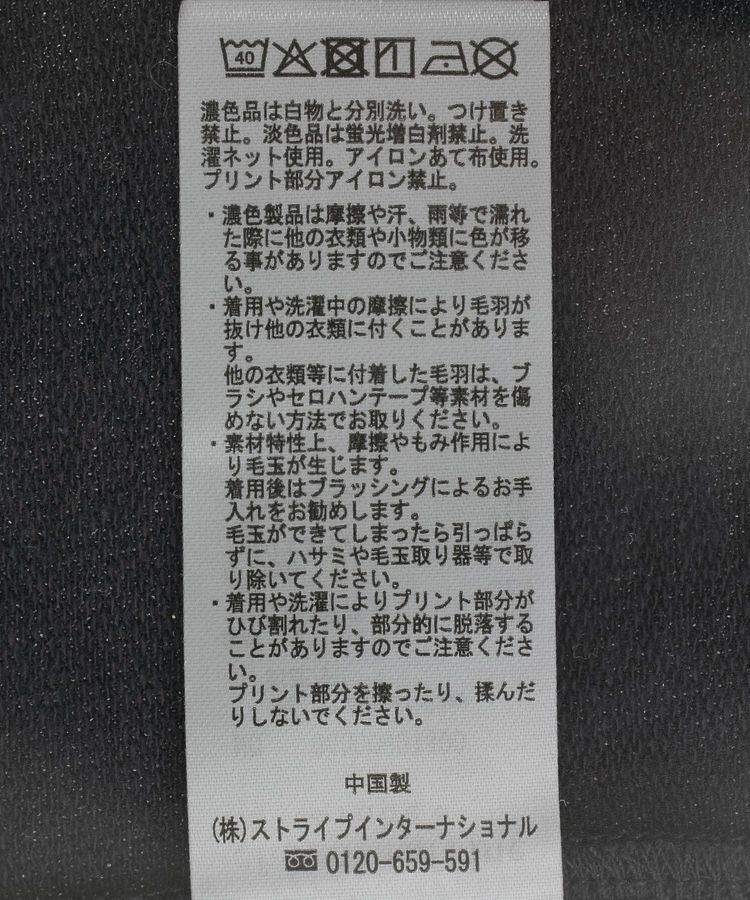 40
濃色品は白物と分別洗い。つけ置き
禁止。淡色品は蛍光増白剤禁止。洗
濯ネット使用。アイロンあて布使用。
プリント部分アイロン禁止。
・濃色製品は摩擦や汗、雨等で濡れ
た際に他の衣類や小物類に色が移
る事がありますのでご注意くださ
い。
・着用や洗濯中の摩擦により毛羽が
抜け他の衣類に付くことがありま
す。
他の衣類等に付着した毛羽は、ブ
ラシやセロハンテープ等素材を傷
めない方法でお取りください。
・素材特性上、摩擦やもみ作用によ
り毛玉が生じます。
着用後はブラッシングによるお手
入れをお勧めします。
毛玉ができてしまったら引っぱら
ずに、ハサミや毛玉取り器等で取
り除いてください。
・着用や洗濯によりプリント部分が
ひび割れたり、部分的に脱落する
ことがありますのでご注意くださ
い。
プリント部分を擦ったり、揉んだ
りしないでください。
中国製
(株)ストライプインターナショナル
0120-659-591